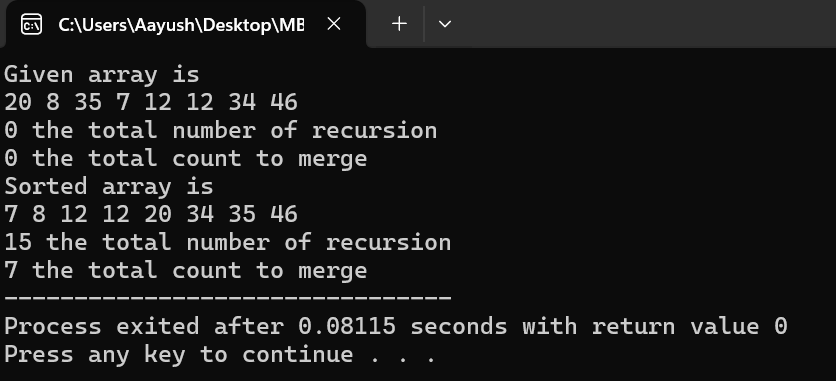 C:\Users\Aayush\Desktop\ME
Given array is
20 8 35 7 12 12 34 46
0 the total number of recursion
0 the total count to merge
Sorted array is
7 8 12 12 20 34 35 46
15 the total number of recursion
7 the total count to merge
--------------------------------
Process exited after 0.08115 seconds with return value 0
Press any key to continue . . .